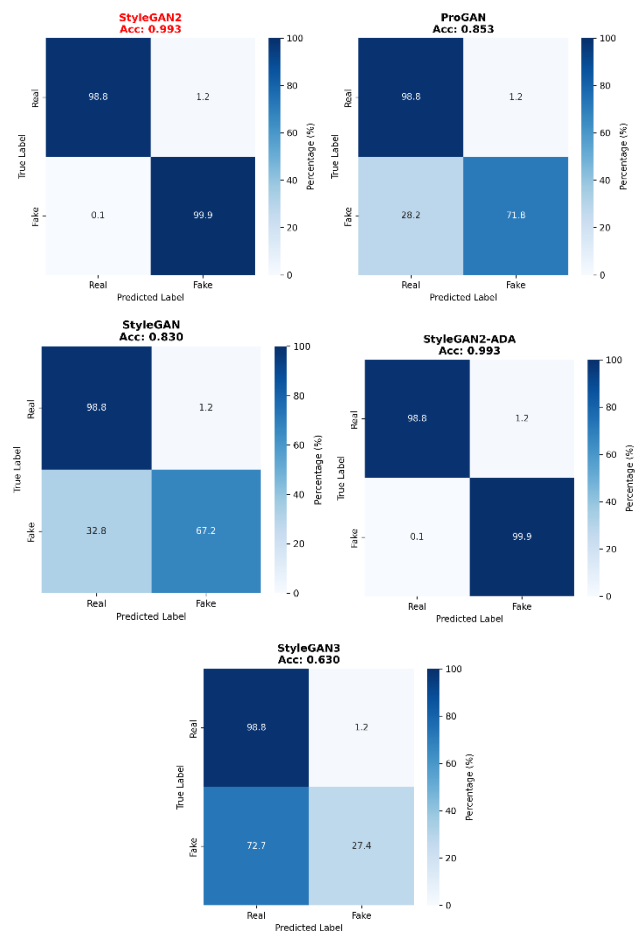 StyleGAN2
Acc: 0.993
100
80
60
40
20
0
Percentage (%)
True Label
Real
Fake
98.8 1.2
0.1 99.9
Real Fake
Predicted Label
ProGAN
Acc: 0.853
100
80
60
40
20
0
Percentage (%)
True Label
Real
Fake
98.8 1.2
28.2 71.8
Real Fake
Predicted Label
StyleGAN
Acc: 0.830
100
80
60
40
20
0
Percentage (%)
True Label
Real
Fake
98.8 1.2
32.8 67.2
Real Fake
Predicted Label
StyleGAN2-ADA
Acc: 0.993
100
80
60
40
20
0
Percentage (%)
True Label
Real
Fake
98.8 1.2
0.1 99.9
Real Fake
Predicted Label
StyleGAN3
Acc: 0.630
100
80
60
40
20
0
Percentage (%)
True Label
Real
Fake
98.8 1.2
72.7 27.4
Real Fake
Predicted Label